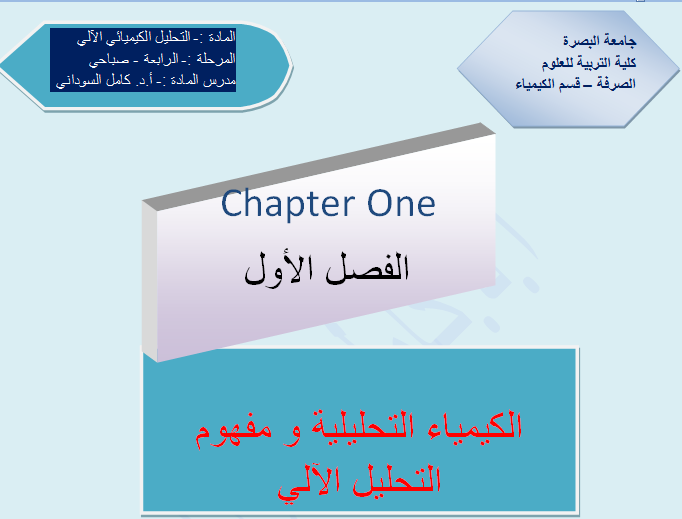 جامعة البصرة
كلية التربية للعلوم
الصرفة – قسم الكيمياء
المادة :- التحليل الكيميائي الآلي
المرحلة :- الرابعة - صباحي
مدرس المادة :- أ.د. كامل السوداني
Chapter One
الفصل الأول
الكيمياء التحليلية و مفهوم
التحليل الألي